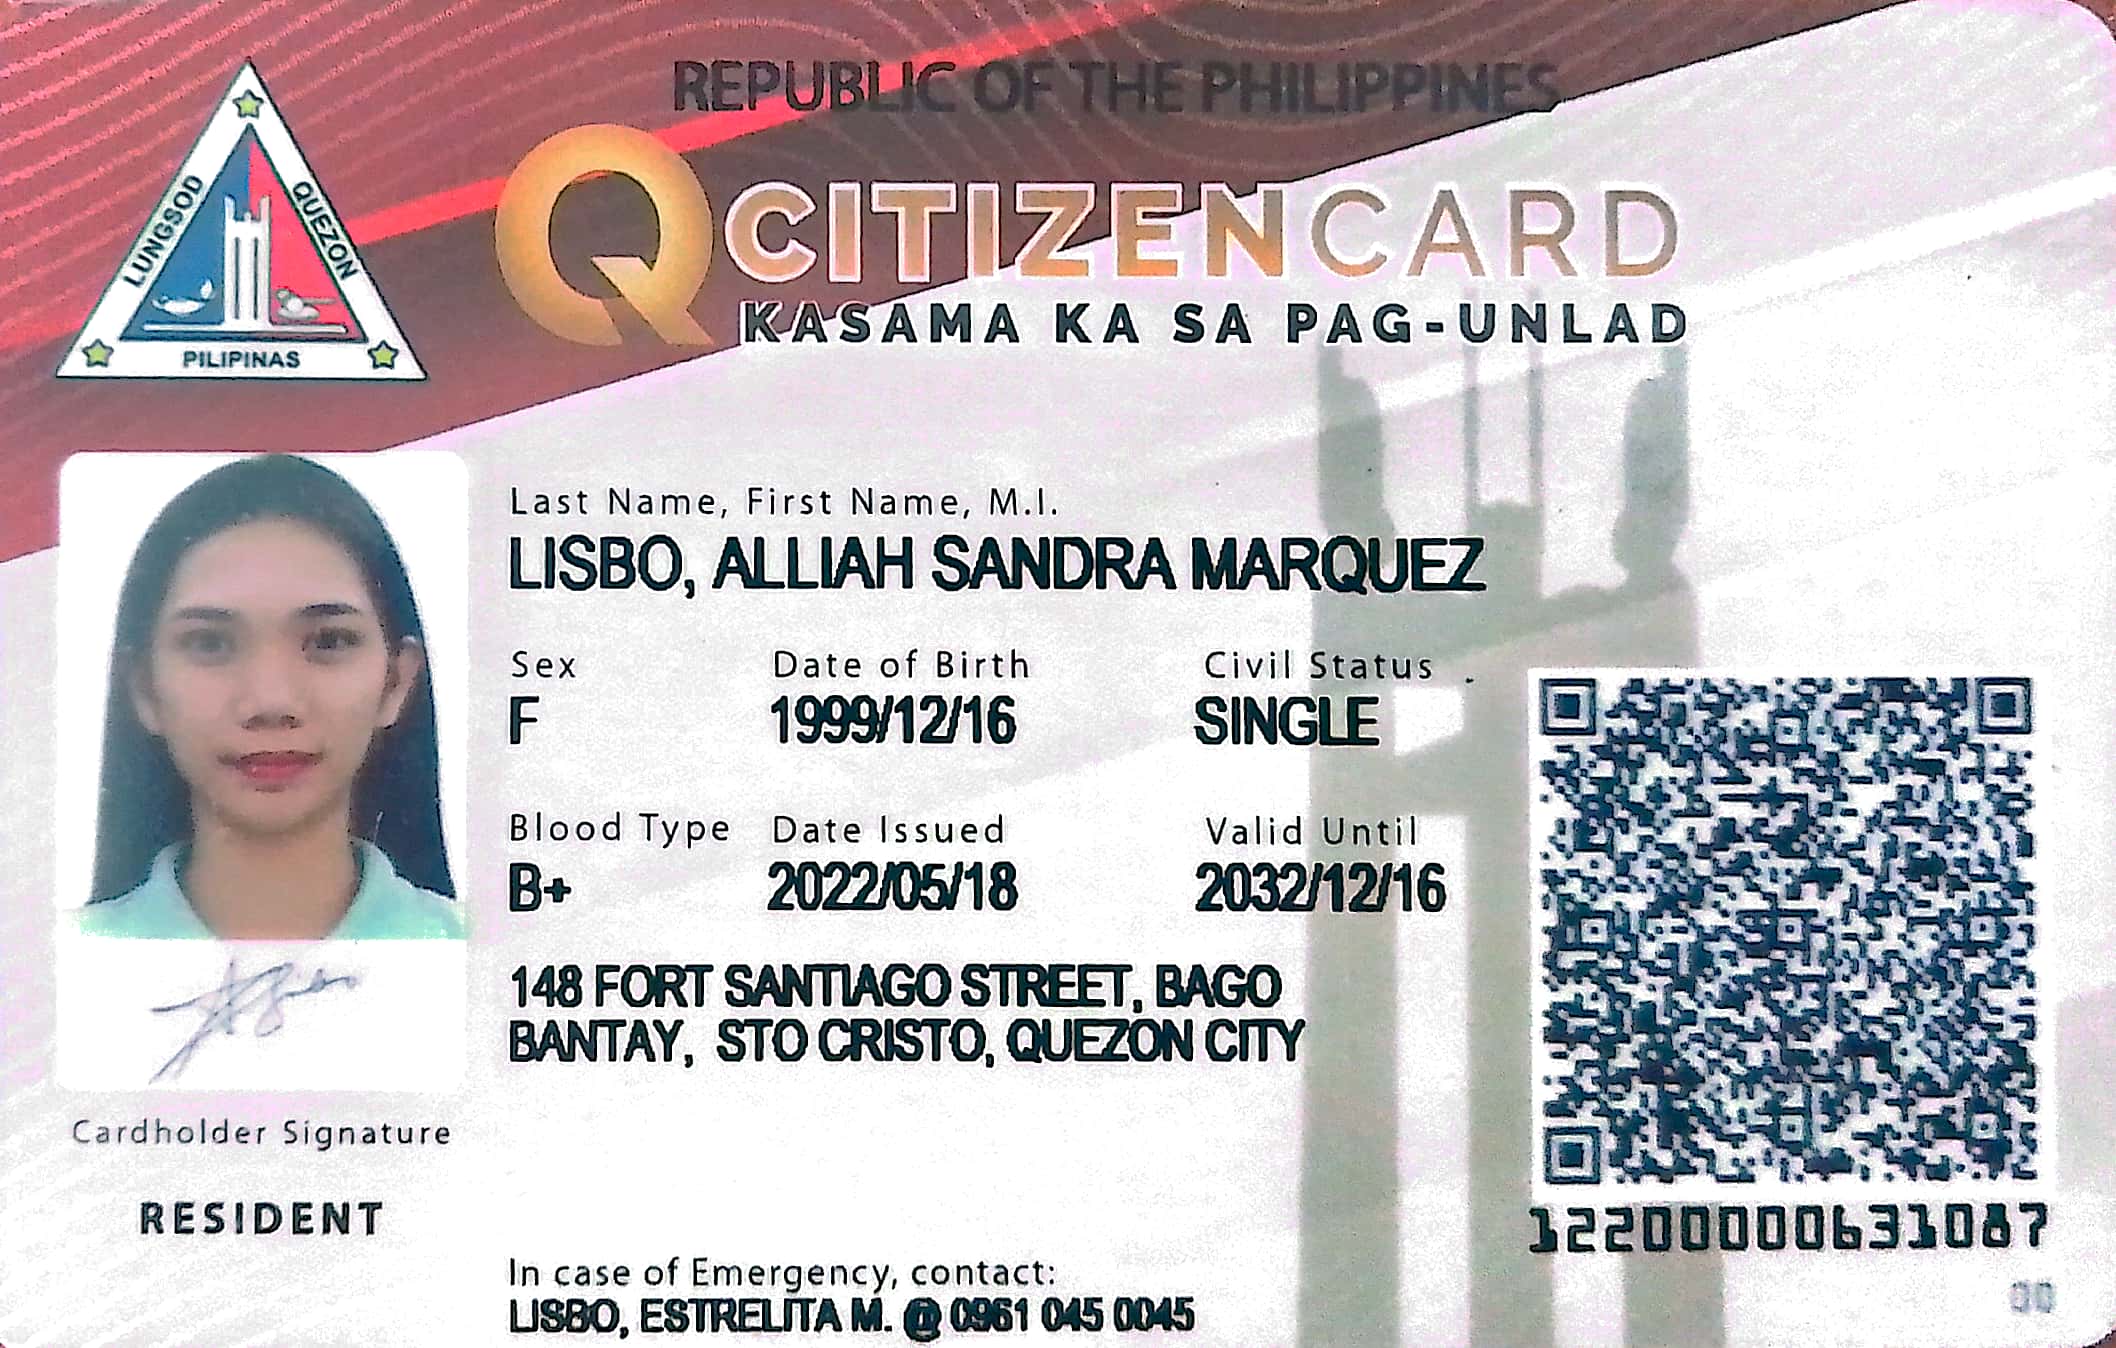 REPUBLIC OF THE PHILIPPINES
QCITIZENCARD
KASAMA KA SA PAG-UNLAD
LUNGSOD QUEZON
PILIPINAS
Last Name, First Name, M.I.
LISBO, ALLIAH SANDRA MARQUEZ
Sex Date of Birth Civil Status
F 1999/12/16 SINGLE
Blood Type Date Issued Valid Until
B+ 2022/05/18 2032/12/16
148 FORT SANTIAGO STREET, BAGO
BANTAY, STO CRISTO, QUEZON CITY
Cardholder Signature
RESIDENT
12200000631087
In case of Emergency, contact:
LISBO, ESTRELITA M. @ 0961 045 0045
00